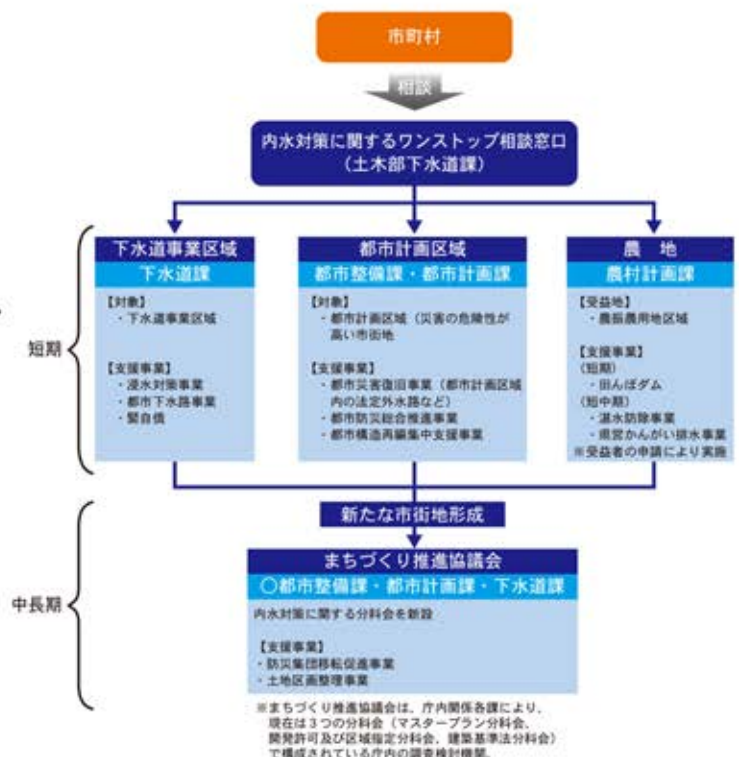 市町村
相談
内水対策に関するワンストップ相談窓口
（土木部下水道課）
短期
下水道事業区域
下水道課
【対象】
・下水道事業区域
【支援事業】
・浸水対策事業
・都市下水路事業
・緊自債
都市計画区域
都市整備課・都市計画課
【対象】
・都市計画区域（災害の危険性が
高い市街地
【支援事業】
・都市災害復旧事業（都市計画区域
内の法定外水路など）
・都市防災総合推進事業
・都市構造再編集中支援事業
農　地
農村計画課
【受益地】
・農振農用地区域
【支援事業】
(短期)
・田んぼダム
(短中期)
・湛水防除事業
・県営かんがい排水事業
※受益者の申請により実施
新たな市街地形成
中長期
まちづくり推進協議会
○都市整備課・都市計画課・下水道課
内水対策に関する分科会を新設
【支援事業】
・防災集団移転促進事業
・土地区画整理事業
※まちづくり推進協議会は、庁内関係各課により、
現在は３つの分科会（マスタープラン分科会、
開発許可及び区域指定分科会、建築基準法分科会）
で構成されている庁内の調査検討機関。